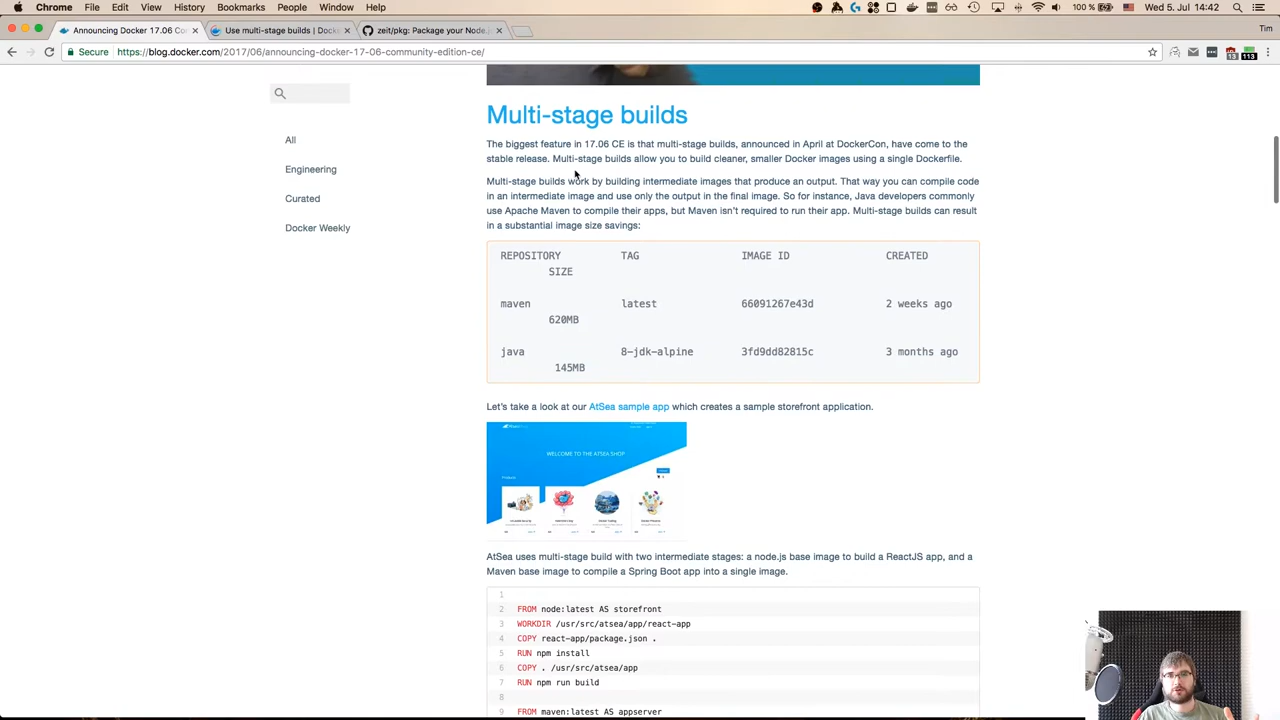 Chrome File Edit View History Bookmarks People Window Help
100 % Wed 5. Jul 14:42
Announcing Docker 17.06 Co
Use multi-stage builds | Dock
zeit/pkg: Package your Node.j
Tim
Secure https://blog.docker.com/2017/06/announcing-docker-17-06-community-edition-ce/
13 113
All
Engineering
Curated
Docker Weekly
Multi-stage builds
The biggest feature in 17.06 CE is that multi-stage builds, announced in April at DockerCon, have come to the
stable release. Multi-stage builds allow you to build cleaner, smaller Docker images using a single Dockerfile.
Multi-stage builds work by building intermediate images that produce an output. That way you can compile code
in an intermediate image and use only the output in the final image. So for instance, Java developers commonly
use Apache Maven to compile their apps, but Maven isn't required to run their app. Multi-stage builds can result
in a substantial image size savings:
REPOSITORY TAG IMAGE ID CREATED
SIZE
maven latest 66091267e43d 2 weeks ago
620MB
java 8-jdk-alpine 3fd9dd82815c 3 months ago
145MB
Let's take a look at our AtSea sample app which creates a sample storefront application.
WELCOME TO THE ATSEA SHOP
Products
AtSea uses multi-stage build with two intermediate stages: a node.js base image to build a ReactJS app, and a
Maven base image to compile a Spring Boot app into a single image.
1
2 FROM node:latest AS storefront
3 WORKDIR /usr/src/atsea/app/react-app
4 COPY react-app/package.json .
5 RUN npm install
6 COPY . /usr/src/atsea/app
7 RUN npm run build
8
9 FROM maven:latest AS appserver